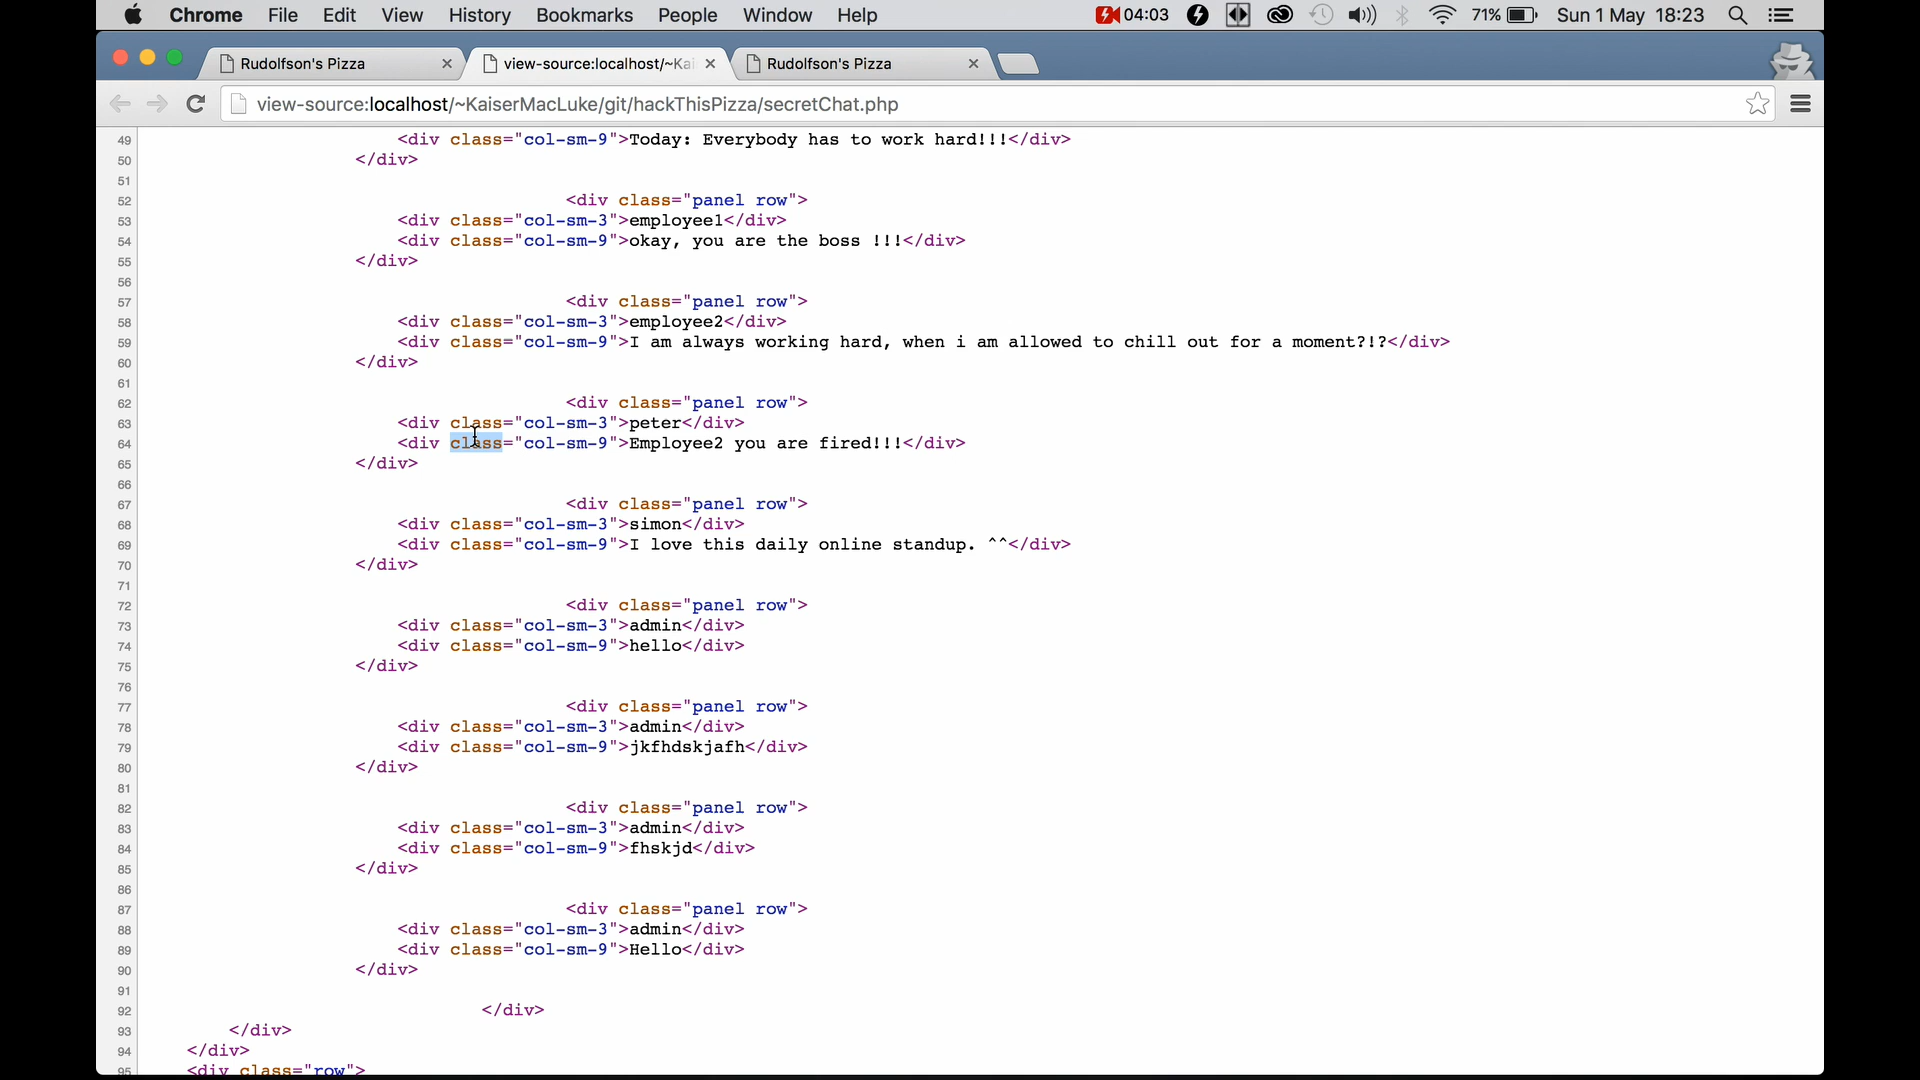 Chrome File Edit View History Bookmarks People Window Help 04:03 71% Sun 1 May 18:23
Rudolfson's Pizza view-source:localhost/~Kai Rudolfson's Pizza
view-source:localhost/~KaiserMacLuke/git/hackThisPizza/secretChat.php
49 <div class="col-sm-9">Today: Everybody has to work hard!!!</div>
50 </div>
51
52 <div class="panel row">
53 <div class="col-sm-3">employee1</div>
54 <div class="col-sm-9">okay, you are the boss !!!</div>
55 </div>
56
57 <div class="panel row">
58 <div class="col-sm-3">employee2</div>
59 <div class="col-sm-9">I am always working hard, when i am allowed to chill out for a moment?!?</div>
60 </div>
61
62 <div class="panel row">
63 <div class="col-sm-3">peter</div>
64 <div class="col-sm-9">Employee2 you are fired!!!</div>
65 </div>
66
67 <div class="panel row">
68 <div class="col-sm-3">simon</div>
69 <div class="col-sm-9">I love this daily online standup. ^^</div>
70 </div>
71
72 <div class="panel row">
73 <div class="col-sm-3">admin</div>
74 <div class="col-sm-9">hello</div>
75 </div>
76
77 <div class="panel row">
78 <div class="col-sm-3">admin</div>
79 <div class="col-sm-9">jkfhdskjafh</div>
80 </div>
81
82 <div class="panel row">
83 <div class="col-sm-3">admin</div>
84 <div class="col-sm-9">fhskjd</div>
85 </div>
86
87 <div class="panel row">
88 <div class="col-sm-3">admin</div>
89 <div class="col-sm-9">Hello</div>
90 </div>
91
92 </div>
93 </div>
94 </div>
95 <div class="row">